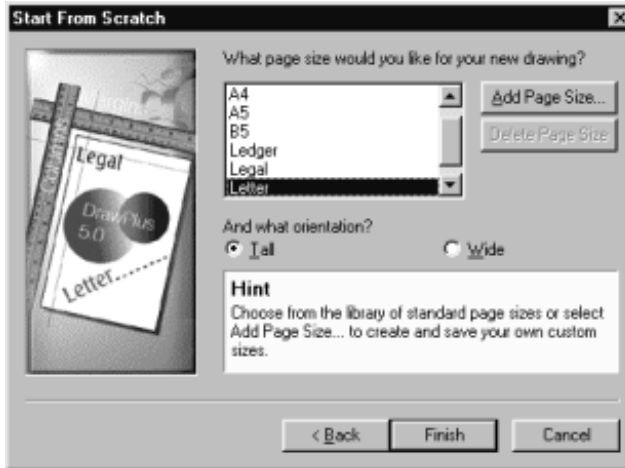 Start From Scratch
What page size would you like for your new drawing?
A4
A5
B5
Ledger
Legal
Letter
Add Page Size...
Delete Page Size
Legal
DrawPlus
5.0
Letter
And what orientation?
Tall
Wide
Hint
Choose from the library of standard page sizes or select
Add Page Size... to create and save your own custom
sizes.
< Back
Finish
Cancel